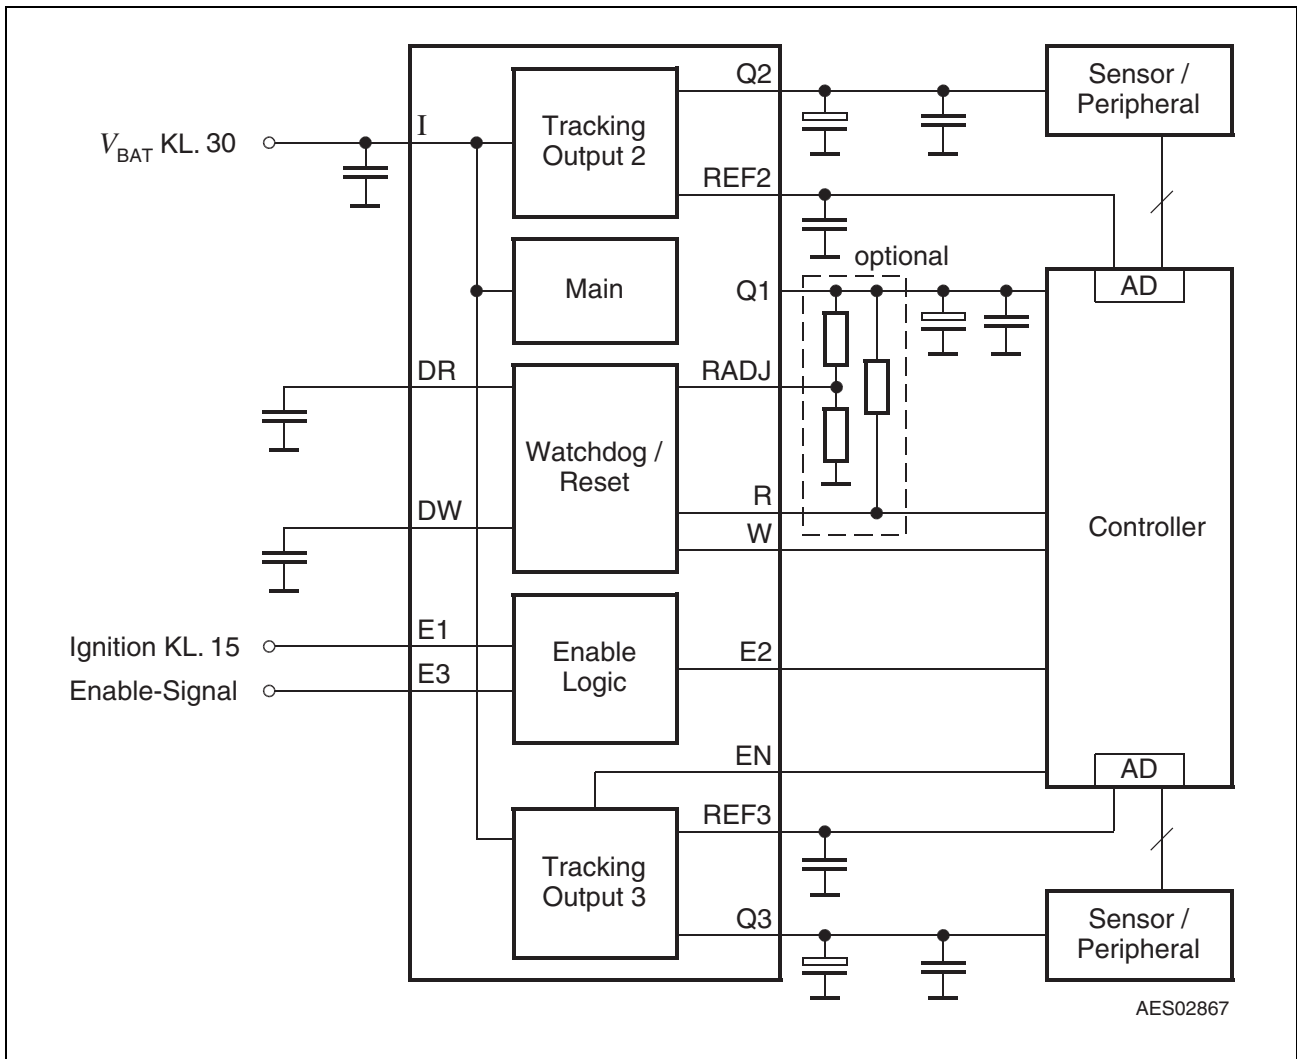 Q2
Sensor /
Peripheral
I
Tracking
Output 2
V_BAT KL. 30
REF2
optional
Main
Q1
AD
DR
RADJ
Watchdog /
Reset
DW
R
W
Controller
Ignition KL. 15
E1
Enable
Logic
E2
Enable-Signal
E3
EN
AD
REF3
Tracking
Output 3
Q3
Sensor /
Peripheral
AES02867